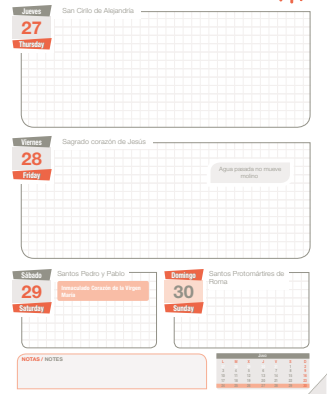 Jueves
27
Thursday
San Cirilo de Alejandría
Viernes
28
Friday
Sagrado corazón de Jesús
Agua pasada no mueve
molino
Sábado
29
Saturday
Santos Pedro y Pablo
Inmaculado Corazón de la Virgen
María
Domingo
30
Sunday
Santos Protomártires de
Roma
NOTAS / NOTES